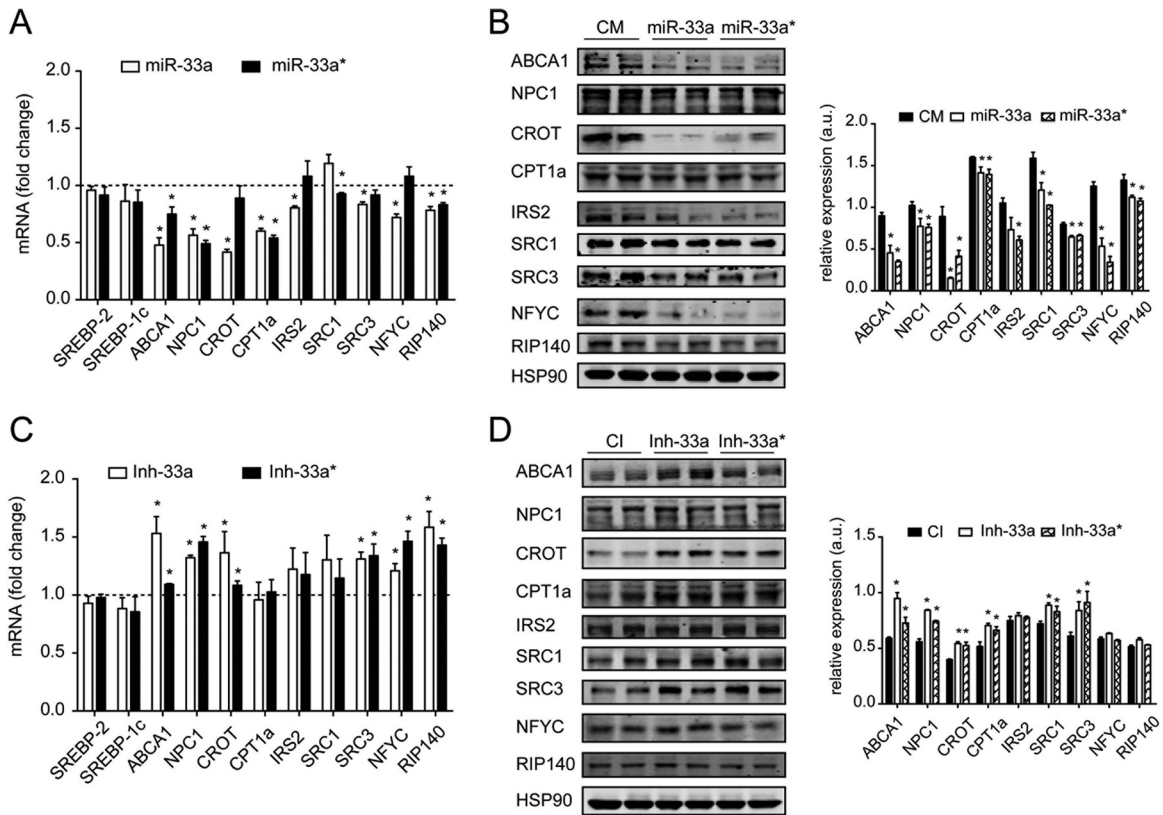 A
miR-33a miR-33a*
mRNA (fold change)
2.0
1.5
1.0
0.5
0.0
* * * * * * * * * * * * * *
SREBP-2 SREBP-1c ABCA1 NPC1 CROT CPT1a IRS2 SRC1 SRC3 NFYC RIP140
B
CM miR-33a miR-33a*
ABCA1
NPC1
CROT
CPT1a
IRS2
SRC1
SRC3
NFYC
RIP140
HSP90
CM miR-33a miR-33a*
relative expression (a.u.)
2.0
1.5
1.0
0.5
0.0
* * * * * * * * * * * * * * * * *
ABCA1 NPC1 CROT CPT1a IRS2 SRC1 SRC3 NFYC RIP140
C
Inh-33a Inh-33a*
mRNA (fold change)
2.0
1.5
1.0
0.5
0.0
* * * * * * * * * * * *
SREBP-2 SREBP-1c ABCA1 NPC1 CROT CPT1a IRS2 SRC1 SRC3 NFYC RIP140
D
CI Inh-33a Inh-33a*
ABCA1
NPC1
CROT
CPT1a
IRS2
SRC1
SRC3
NFYC
RIP140
HSP90
CI Inh-33a Inh-33a*
relative expression (a.u.)
1.5
1.0
0.5
0.0
* * * * * * * * * * * *
ABCA1 NPC1 CROT CPT1a IRS2 SRC1 SRC3 NFYC RIP140